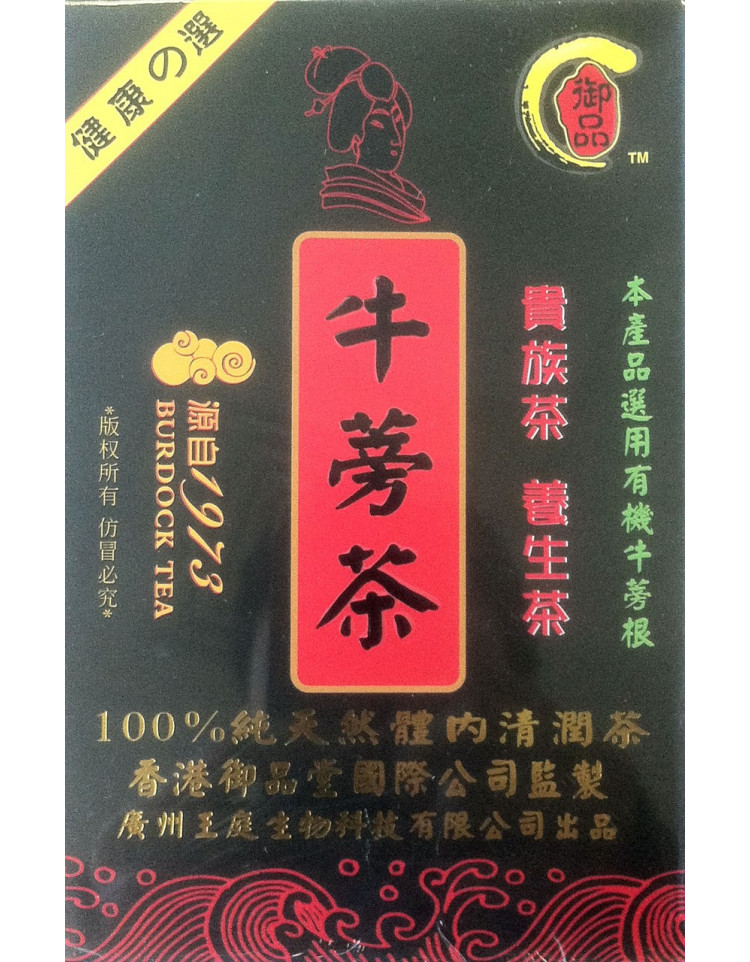 健康の選
御品
TM
牛蒡茶
本產品選用有機牛蒡根
貴族茶 養生茶
源自1973
BURDOCK TEA
*版权所有 仿冒必究*
100%純天然體内清潤茶
香港御品堂國際公司監製
廣州王庭生物科技有限公司出品